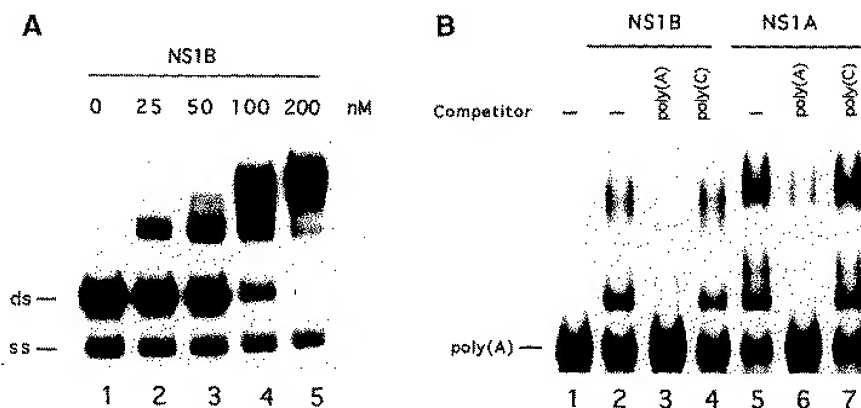 A
NS1B
0 25 50 100 200 nM
ds
ss
1 2 3 4 5
B
NS1B NS1A
Competitor – – poly(A) poly(C) – poly(A) poly(C)
poly(A)
1 2 3 4 5 6 7